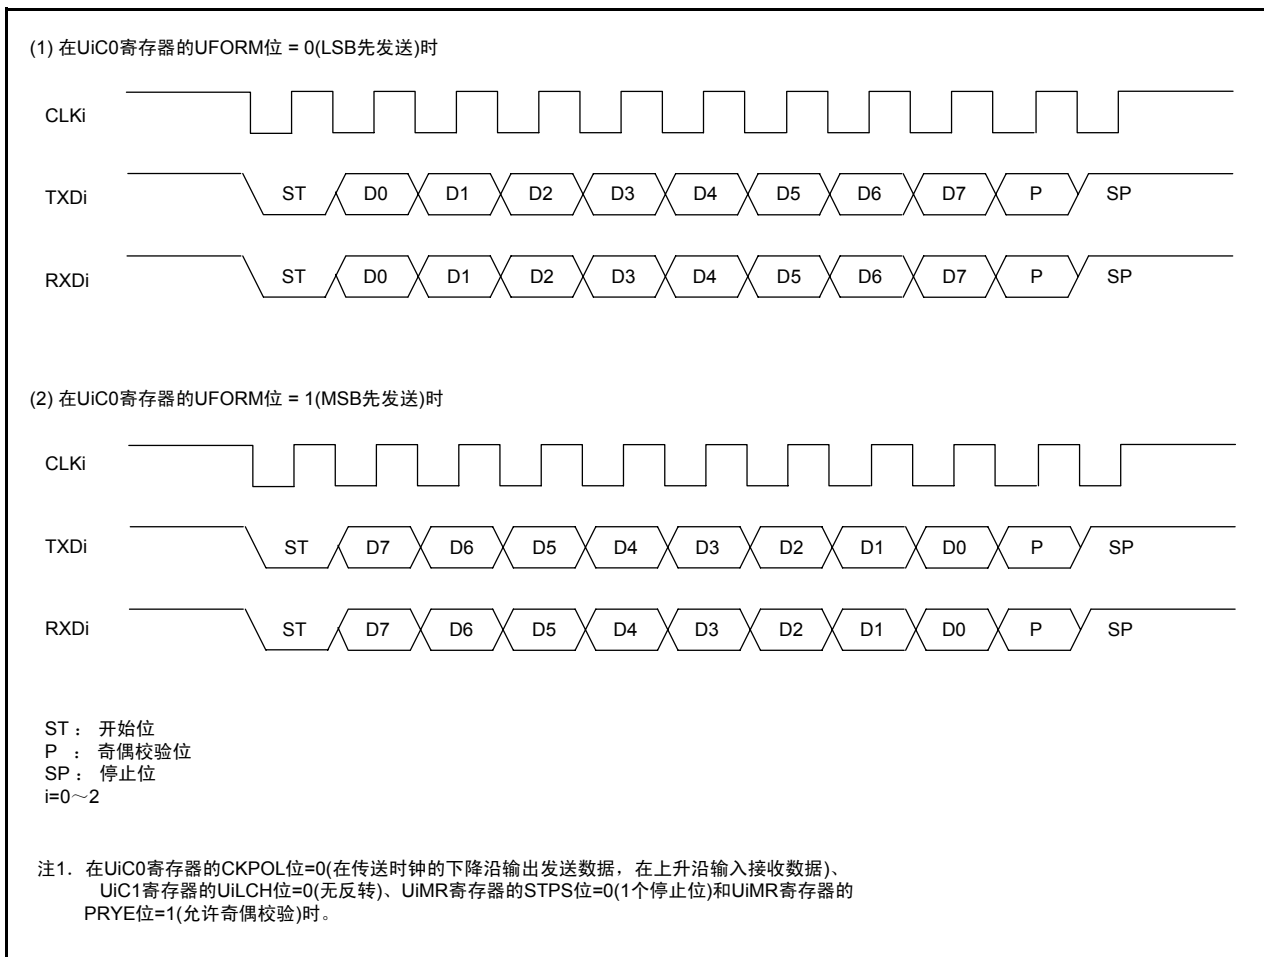 (1) 在UiC0寄存器的UFORM位 = 0(LSB先发送)时
CLKi
TXDi ST D0 D1 D2 D3 D4 D5 D6 D7 P SP
RXDi ST D0 D1 D2 D3 D4 D5 D6 D7 P SP
(2) 在UiC0寄存器的UFORM位 = 1(MSB先发送)时
CLKi
TXDi ST D7 D6 D5 D4 D3 D2 D1 D0 P SP
RXDi ST D7 D6 D5 D4 D3 D2 D1 D0 P SP
ST： 开始位
P ： 奇偶校验位
SP： 停止位
i=0～2
注1. 在UiC0寄存器的CKPOL位=0(在传送时钟的下降沿输出发送数据，在上升沿输入接收数据)、
UiC1寄存器的UiLCH位=0(无反转)、UiMR寄存器的STPS位=0(1个停止位)和UiMR寄存器的
PRYE位=1(允许奇偶校验)时。